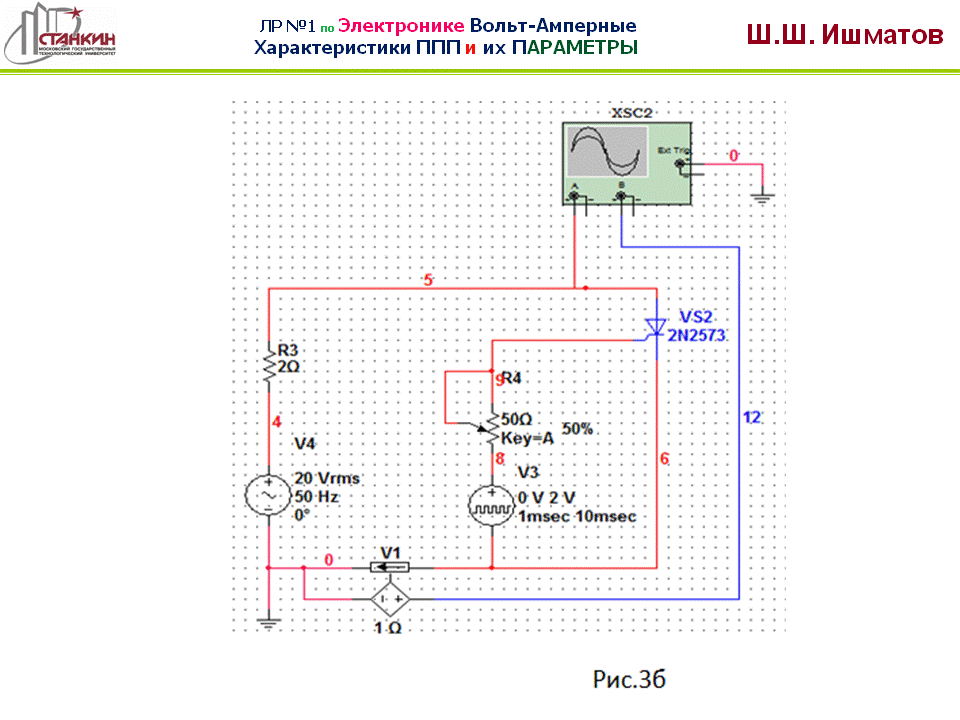 СТАНКИН
МОСКОВСКИЙ ГОСУДАРСТВЕННЫЙ
ТЕХНОЛОГИЧЕСКИЙ УНИВЕРСИТЕТ
ЛР №1 по Электронике Вольт-Амперные
Характеристики ППП и их ПАРАМЕТРЫ
Ш.Ш. Ишматов
XSC2
Ext Trig
0
A
B
5
VS2
2N2573
R3
2Ω
9
R4
50Ω
Key=A
50%
12
4
8
6
V4
20 Vrms
50 Hz
0°
V3
0 V 2 V
1msec 10msec
0
V1
1 Ω
Рис.3б